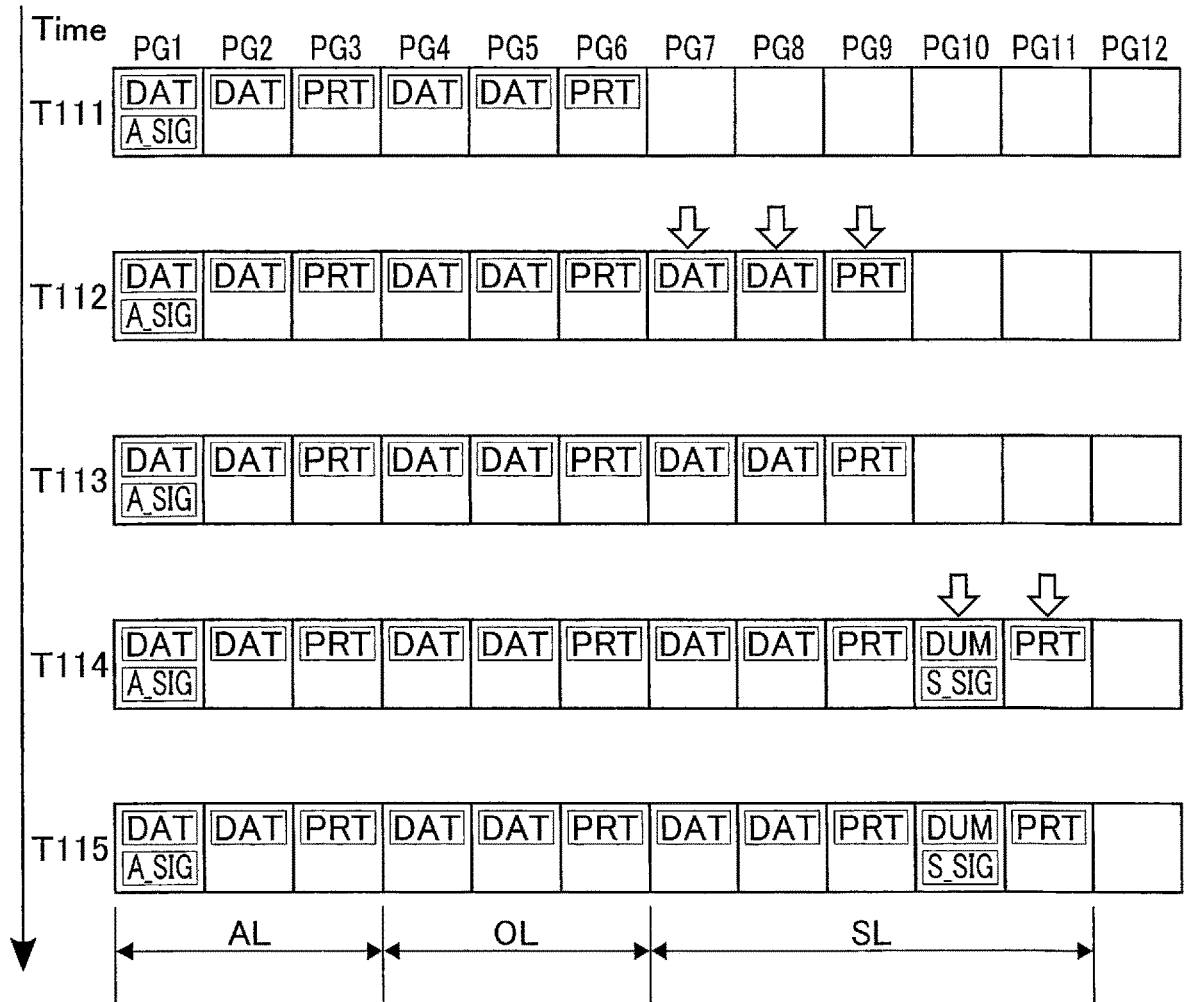 Time
PG1 PG2 PG3 PG4 PG5 PG6 PG7 PG8 PG9 PG10 PG11 PG12
T111 DAT DAT PRT DAT DAT PRT
A_SIG
T112 DAT DAT PRT DAT DAT PRT DAT DAT PRT
A_SIG
T113 DAT DAT PRT DAT DAT PRT DAT DAT PRT
A_SIG
T114 DAT DAT PRT DAT DAT PRT DAT DAT PRT DUM PRT
A_SIG S_SIG
T115 DAT DAT PRT DAT DAT PRT DAT DAT PRT DUM PRT
A_SIG S_SIG
AL OL SL